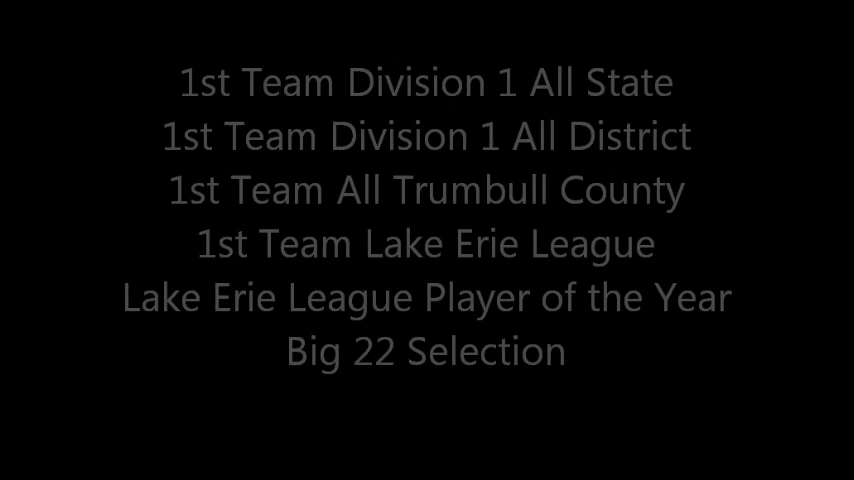 1st Team Division 1 All State
1st Team Division 1 All District
1st Team All Trumbull County
1st Team Lake Erie League
Lake Erie League Player of the Year
Big 22 Selection